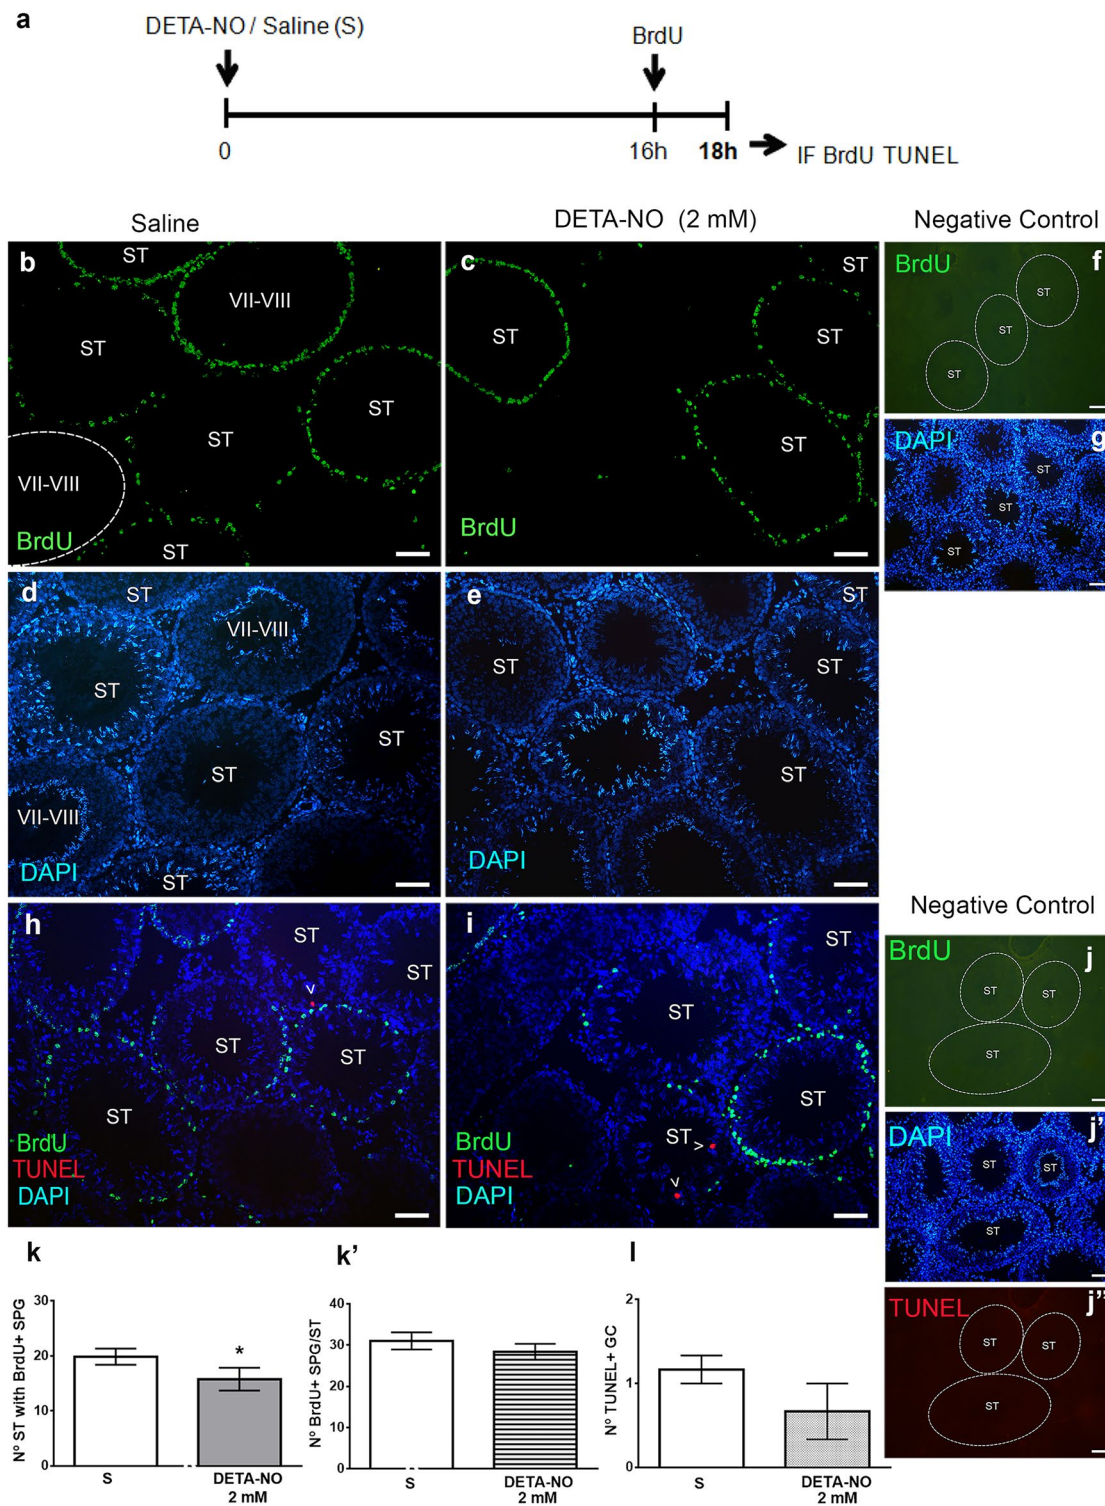 a
DETA-NO / Saline (S)
BrdU
0
16h
18h
IF BrdU TUNEL
Saline
DETA-NO (2 mM)
Negative Control
b
ST
VII-VIII
ST
ST
ST
VII-VIII
ST
BrdU
c
ST
ST
ST
ST
BrdU
BrdU
f
ST
ST
ST
DAPI
g
ST
ST
ST
d
ST
VII-VIII
ST
ST
ST
VII-VIII
ST
DAPI
e
ST
ST
ST
ST
DAPI
h
ST
ST
ST
ST
ST
>
BrdU
TUNEL
DAPI
i
ST
ST
ST
ST
>
>
BrdU
TUNEL
DAPI
Negative Control
BrdU
j
ST
ST
ST
DAPI
j'
ST
ST
ST
TUNEL
j"
ST
ST
ST
k
Nº ST with BrdU+ SPG
30
20
10
0
*
S
DETA-NO
2 mM
k'
Nº BrdU+ SPG/ST
40
30
20
10
0
S
DETA-NO
2 mM
l
Nº TUNEL+ GC
2
1
0
S
DETA-NO
2 mM